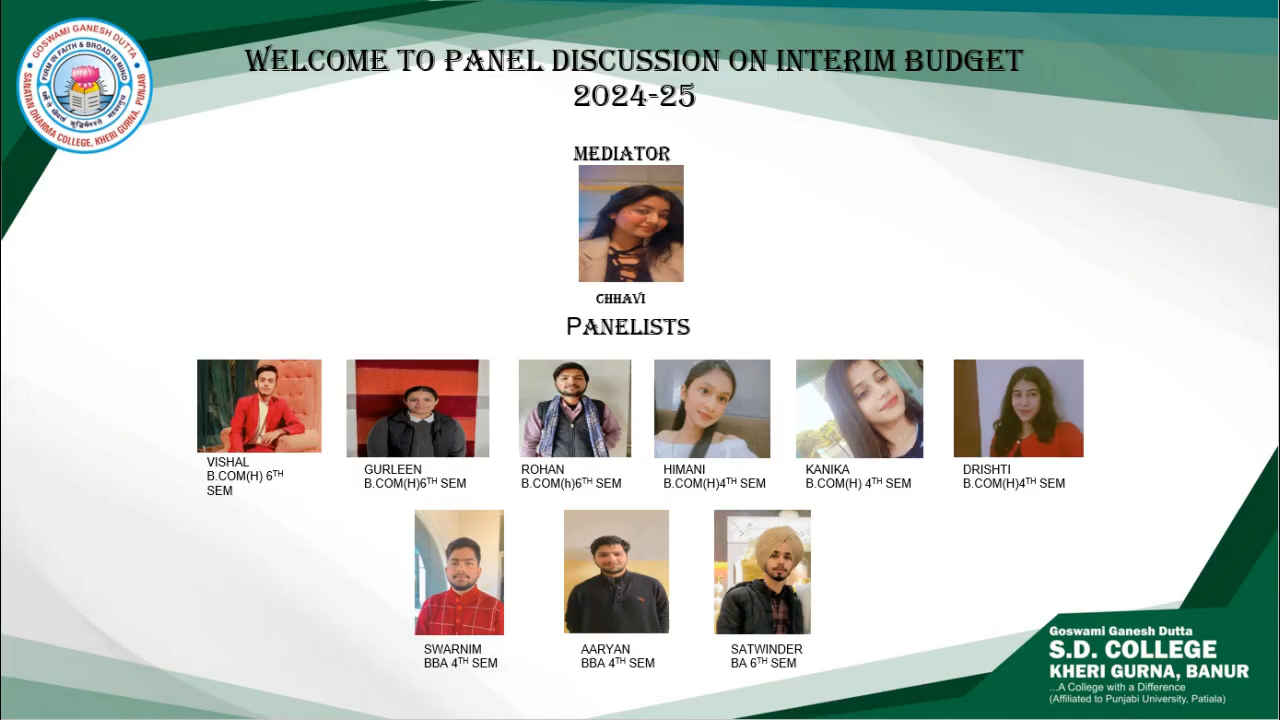 GOSWAMI GANESH DUTTA
FIRM IN FAITH & BROAD IN MIND
SANATAN DHARMA COLLEGE, KHERI GURNA, PUNJAB
WELCOME TO PANEL DISCUSSION ON INTERIM BUDGET
2024-25
MEDIATOR
CHHAVI
PANELISTS
VISHAL
B.COM(H) 6TH
SEM
GURLEEN
B.COM(H)6TH SEM
ROHAN
B.COM(h)6TH SEM
HIMANI
B.COM(H)4TH SEM
KANIKA
B.COM(H) 4TH SEM
DRISHTI
B.COM(H)4TH SEM
SWARNIM
BBA 4TH SEM
AARYAN
BBA 4TH SEM
SATWINDER
BA 6TH SEM
Goswami Ganesh Dutta
S.D. COLLEGE
KHERI GURNA, BANUR
...A College with a Difference
(Affiliated to Punjabi University, Patiala)